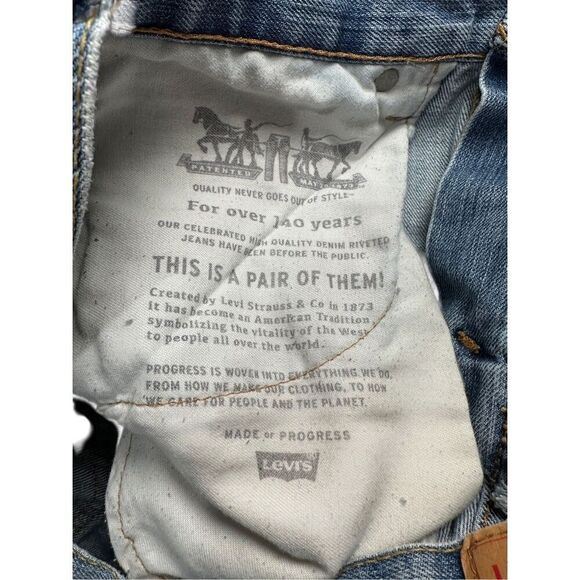 PATENTED
QUALITY NEVER GOES OUT OF STYLE™
For over 140 years
OUR CELEBRATED HIGH QUALITY DENIM RIVETED
JEANS HAVE BEEN BEFORE THE PUBLIC.
THIS IS A PAIR OF THEM!
Created by Levi Strauss & Co in 1873
it has become an American Tradition
symbolizing the vitality of the West
to people all over the world.
PROGRESS IS WOVEN INTO EVERYTHING WE DO,
FROM HOW WE MAKE OUR CLOTHING, TO HOW
WE CARE FOR PEOPLE AND THE PLANET.
MADE OF PROGRESS
LEVI'S